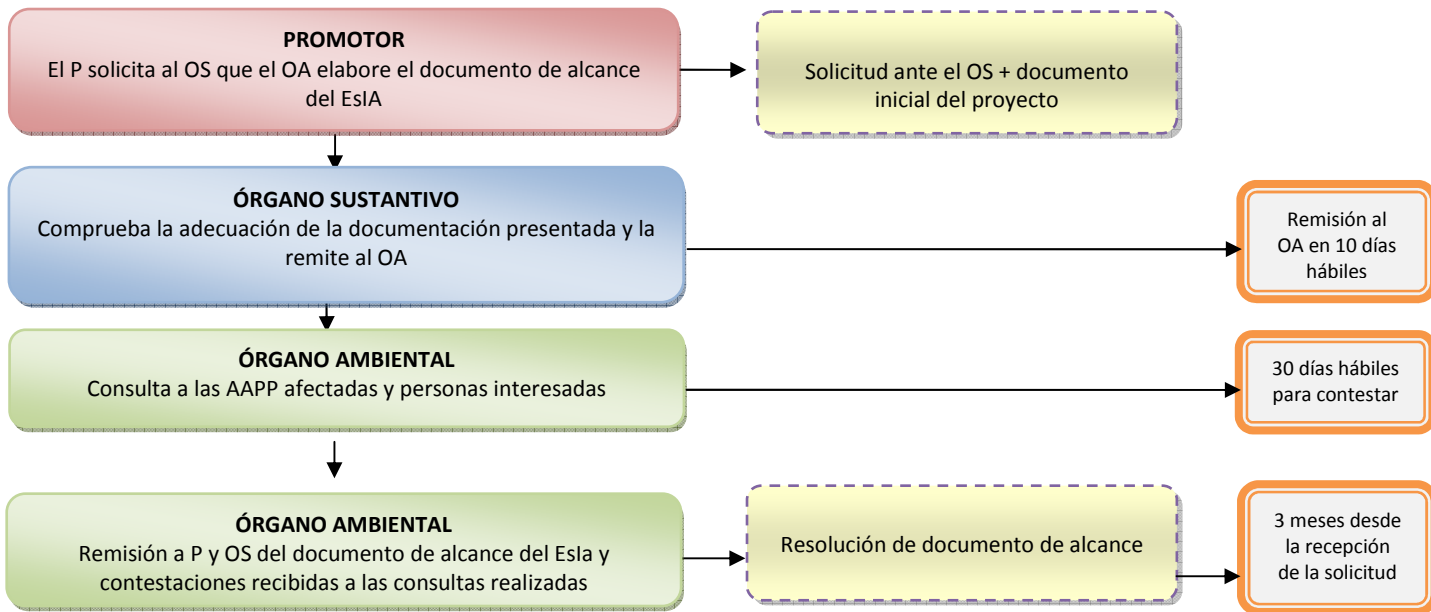 PROMOTOR
El P solicita al OS que el OA elabore el documento de alcance
del EsIA
Solicitud ante el OS + documento
inicial del proyecto
ÓRGANO SUSTANTIVO
Comprueba la adecuación de la documentación presentada y la
remite al OA
Remisión al
OA en 10 días
hábiles
ÓRGANO AMBIENTAL
Consulta a las AAPP afectadas y personas interesadas
30 días hábiles
para contestar
ÓRGANO AMBIENTAL
Remisión a P y OS del documento de alcance del EsIa y
contestaciones recibidas a las consultas realizadas
Resolución de documento de alcance
3 meses desde
la recepción
de la solicitud